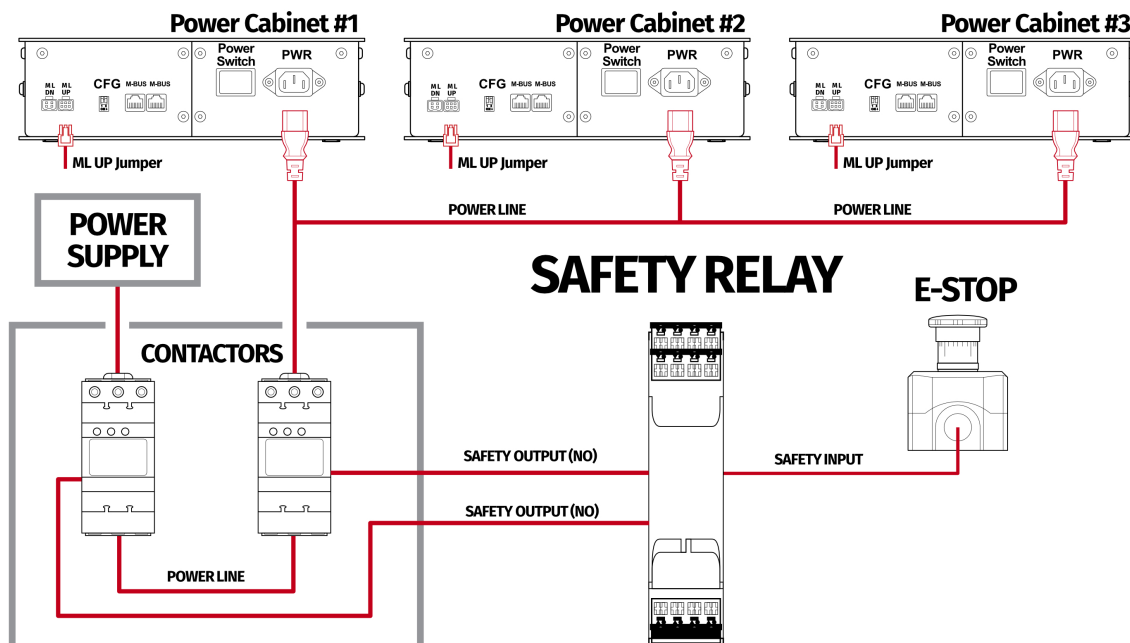 Power Cabinet #1
Power Cabinet #2
Power Cabinet #3
Power
Switch
PWR
ML
DN
ML
UP
CFG
M-BUS M-BUS
Power
Switch
PWR
ML
DN
ML
UP
CFG
M-BUS M-BUS
Power
Switch
PWR
ML
DN
ML
UP
CFG
M-BUS M-BUS
ML UP Jumper
ML UP Jumper
ML UP Jumper
POWER LINE
POWER LINE
POWER
SUPPLY
SAFETY RELAY
E-STOP
CONTACTORS
SAFETY OUTPUT (NO)
SAFETY INPUT
SAFETY OUTPUT (NO)
POWER LINE